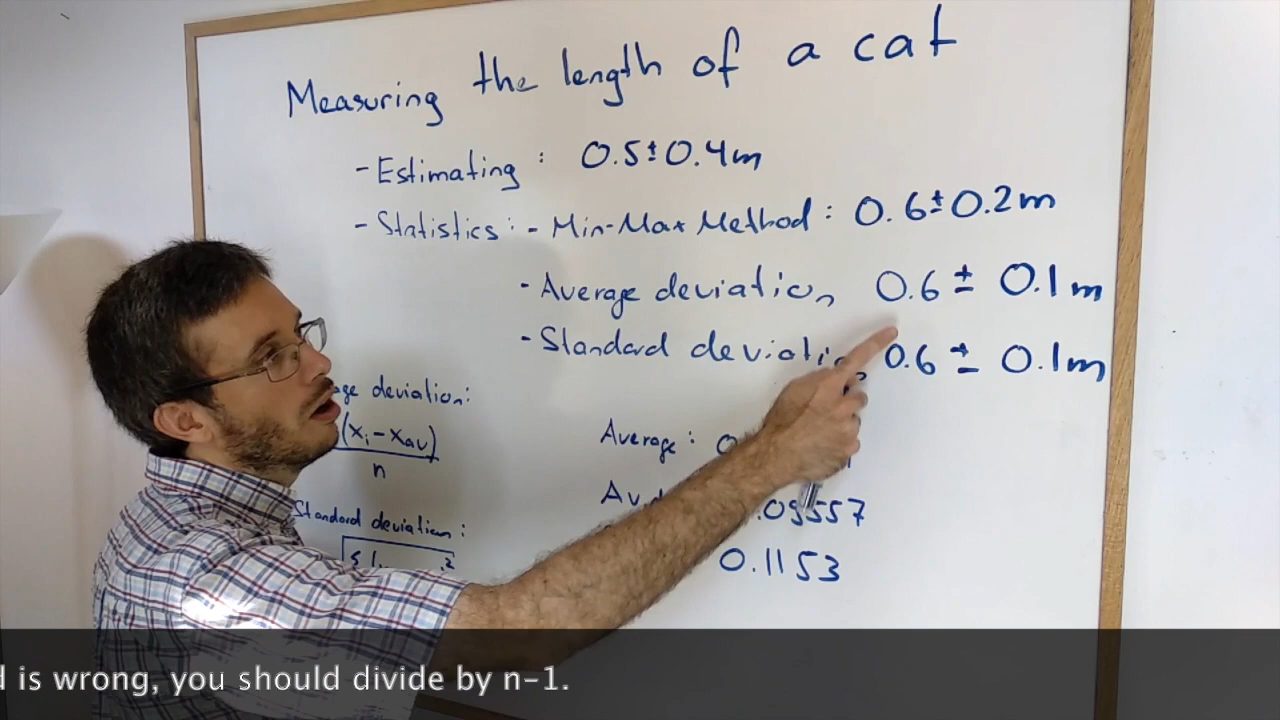 Measuring the length of a cat
- Estimating : 0.5 ± 0.4m
- Statistics: - Min-Max Method : 0.6 ± 0.2m
- Average deviation 0.6 ± 0.1m
- Standard deviation 0.6 ± 0.1m
deviation:
(xi - xav)
n
Standard deviation:
Average:
0.1153
is wrong, you should divide by n-1.